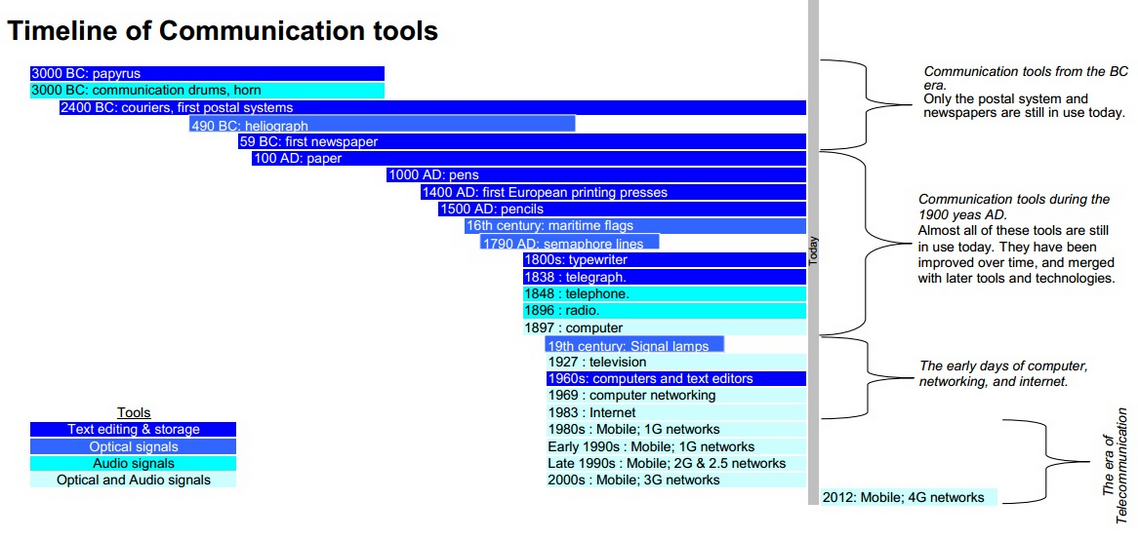 Timeline of Communication tools
3000 BC: papyrus
3000 BC: communication drums, horn
2400 BC: couriers, first postal systems
490 BC: heliograph
59 BC: first newspaper
100 AD: paper
1000 AD: pens
1400 AD: first European printing presses
1500 AD: pencils
16th century: maritime flags
1790 AD: semaphore lines
1800s: typewriter
1838 : telegraph.
1848 : telephone.
1896 : radio.
1897 : computer
19th century: Signal lamps
1927 : television
1960s: computers and text editors
1969 : computer networking
1983 : Internet
1980s : Mobile; 1G networks
Early 1990s : Mobile; 1G networks
Late 1990s : Mobile; 2G & 2.5 networks
2000s : Mobile; 3G networks
2012: Mobile; 4G networks
Today
Communication tools from the BC
era.
Only the postal system and
newspapers are still in use today.
Communication tools during the
1900 yeas AD.
Almost all of these tools are still
in use today. They have been
improved over time, and merged
with later tools and technologies.
The early days of computer,
networking, and internet.
The era of
Telecommunication
Tools
Text editing & storage
Optical signals
Audio signals
Optical and Audio signals